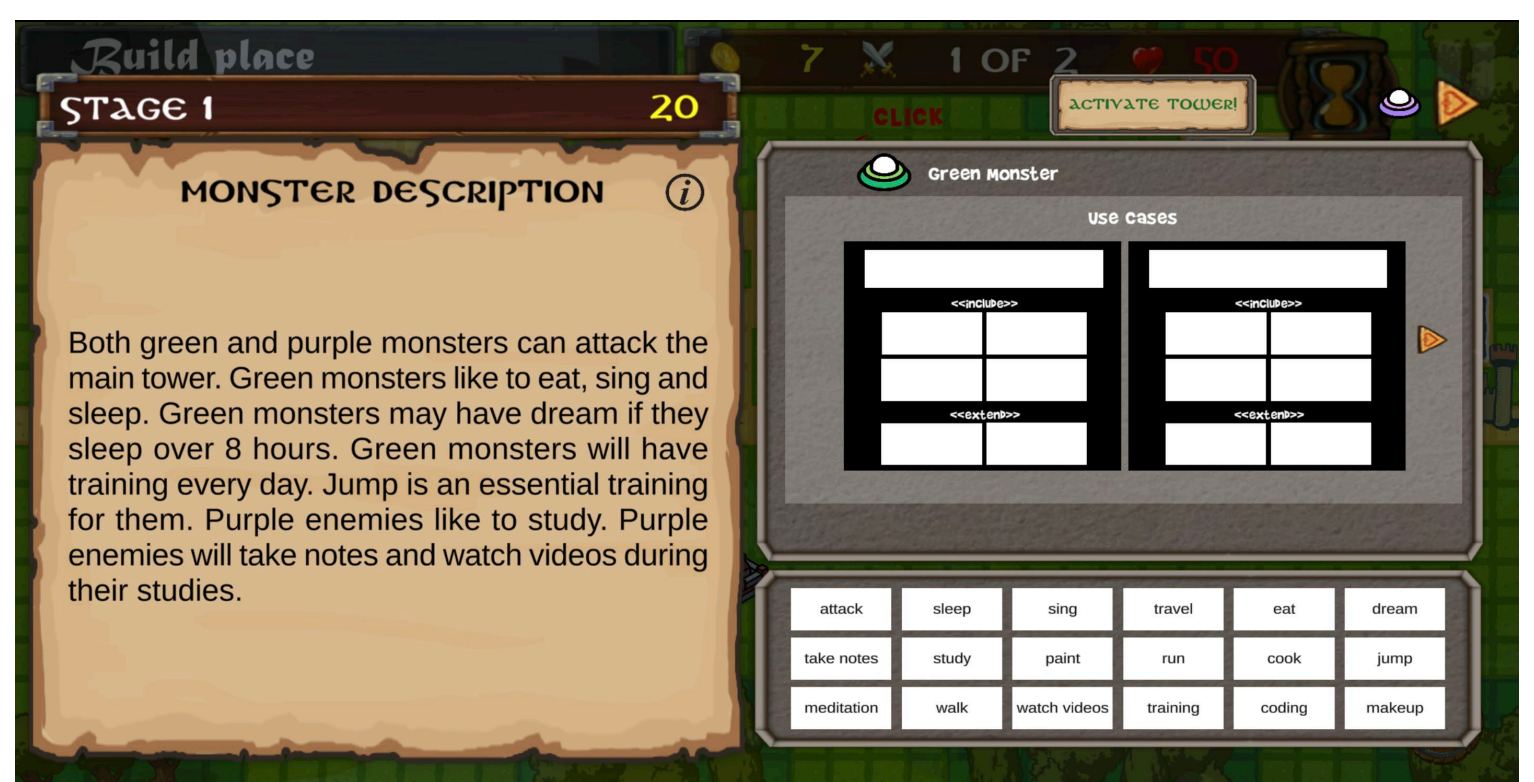 Build place
7 1 OF 2 50
STAGE 1 20
CLICK
ACTIVATE TOWER!
MONSTER DESCRIPTION i
Both green and purple monsters can attack the
main tower. Green monsters like to eat, sing and
sleep. Green monsters may have dream if they
sleep over 8 hours. Green monsters will have
training every day. Jump is an essential training
for them. Purple enemies like to study. Purple
enemies will take notes and watch videos during
their studies.
Green Monster
Use Cases
<<include>> <<include>>
<<extend>> <<extend>>
attack sleep sing travel eat dream
take notes study paint run cook jump
meditation walk watch videos training coding makeup